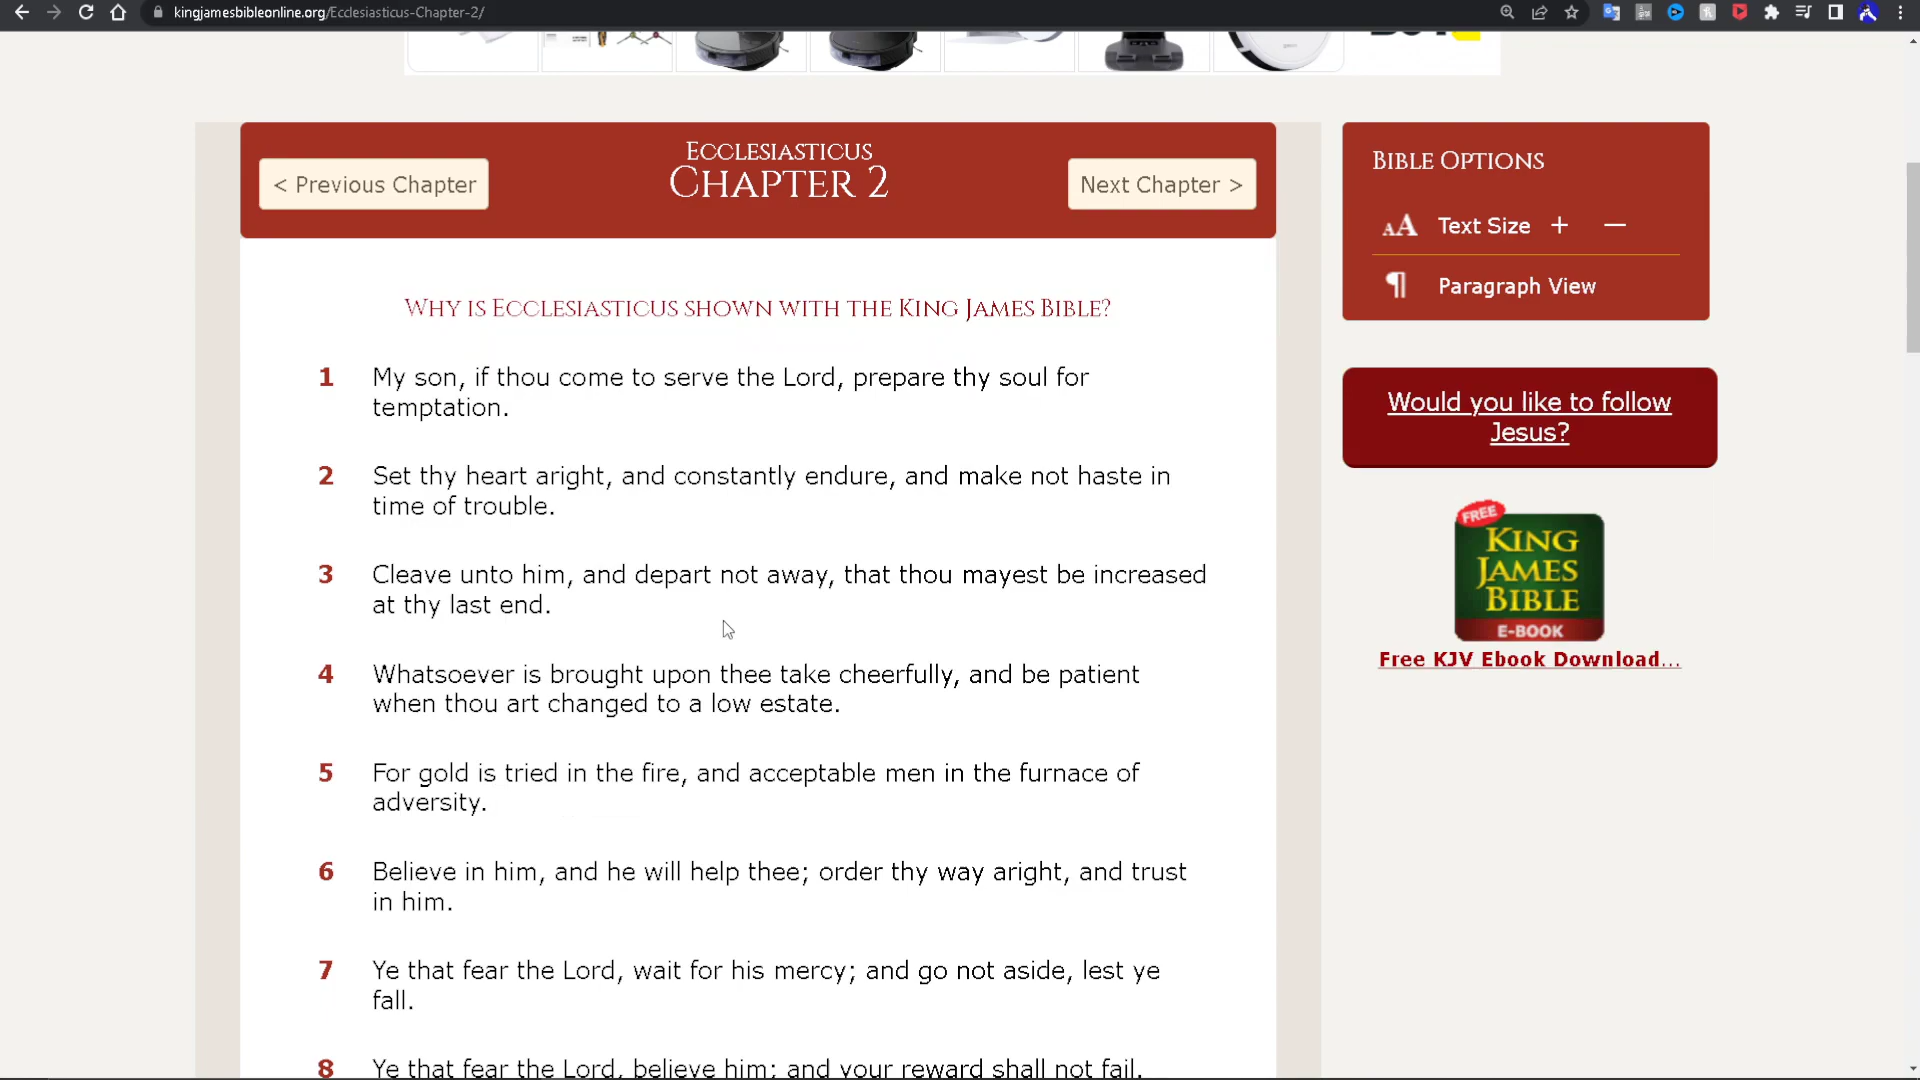 kingjamesbibleonline.org/Ecclesiasticus-Chapter-2/
< Previous Chapter
Ecclesiasticus
Chapter 2
Next Chapter >
Why is Ecclesiasticus shown with the King James Bible?
1 My son, if thou come to serve the Lord, prepare thy soul for
temptation.
2 Set thy heart aright, and constantly endure, and make not haste in
time of trouble.
3 Cleave unto him, and depart not away, that thou mayest be increased
at thy last end.
4 Whatsoever is brought upon thee take cheerfully, and be patient
when thou art changed to a low estate.
5 For gold is tried in the fire, and acceptable men in the furnace of
adversity.
6 Believe in him, and he will help thee; order thy way aright, and trust
in him.
7 Ye that fear the Lord, wait for his mercy; and go not aside, lest ye
fall.
8 Ye that fear the Lord, believe him; and your reward shall not fail.
Bible Options
AA Text Size + —
¶ Paragraph View
Would you like to follow
Jesus?
FREE
King
James
Bible
E-BOOK
Free KJV Ebook Download...